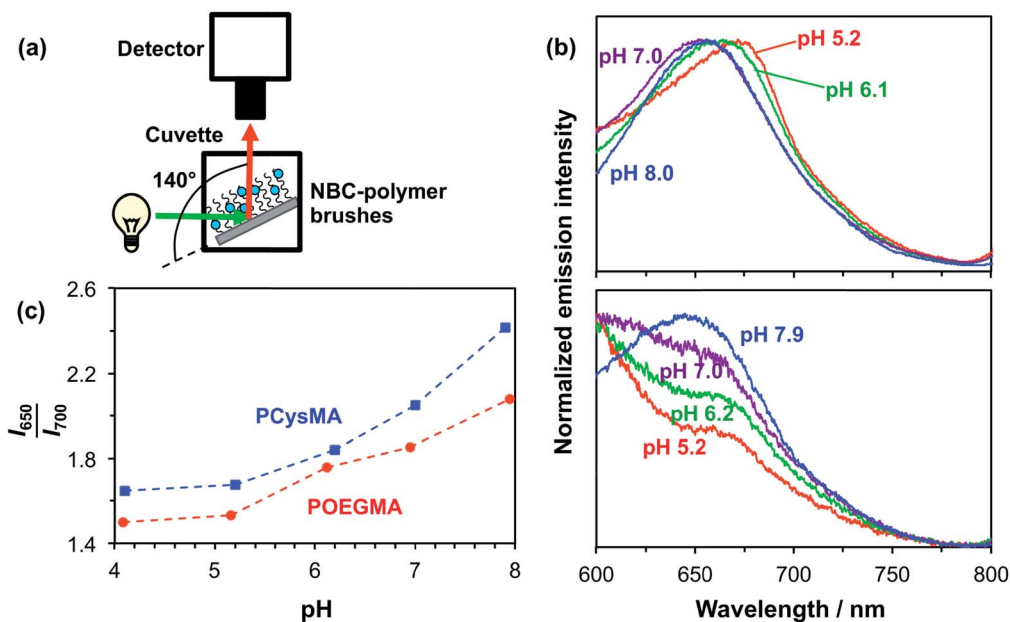 (a)
Detector
Cuvette
140°
NBC-polymer
brushes
(b)
Normalized emission intensity
pH 7.0
pH 5.2
pH 6.1
pH 8.0
pH 7.9
pH 7.0
pH 6.2
pH 5.2
600 650 700 750 800
Wavelength / nm
(c)
I650
I700
2.6
2.2
1.8
1.4
PCysMA
POEGMA
4 5 6 7 8
pH